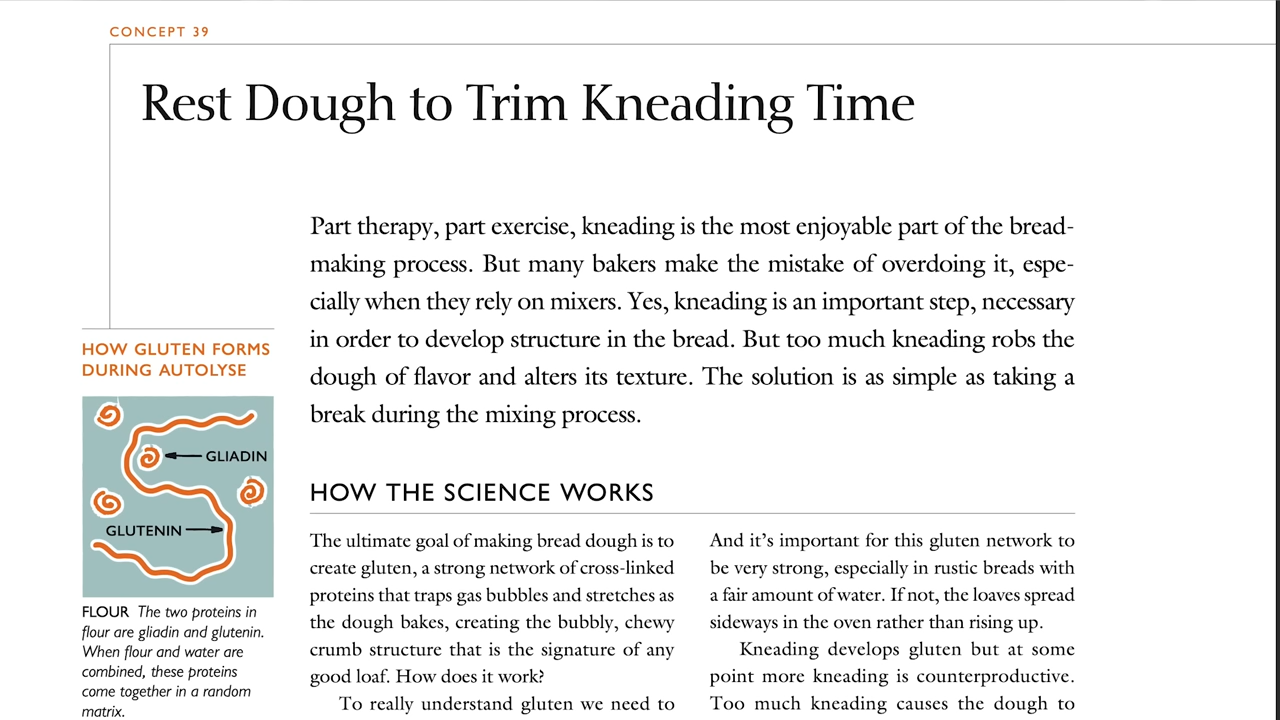 CONCEPT 39
Rest Dough to Trim Kneading Time
Part therapy, part exercise, kneading is the most enjoyable part of the bread-
making process. But many bakers make the mistake of overdoing it, espe-
cially when they rely on mixers. Yes, kneading is an important step, necessary
in order to develop structure in the bread. But too much kneading robs the
dough of flavor and alters its texture. The solution is as simple as taking a
break during the mixing process.
HOW GLUTEN FORMS
DURING AUTOLYSE
GLIADIN
GLUTENIN
FLOUR The two proteins in
flour are gliadin and glutenin.
When flour and water are
combined, these proteins
come together in a random
matrix.
HOW THE SCIENCE WORKS
The ultimate goal of making bread dough is to
create gluten, a strong network of cross-linked
proteins that traps gas bubbles and stretches as
the dough bakes, creating the bubbly, chewy
crumb structure that is the signature of any
good loaf. How does it work?
To really understand gluten we need to
And it's important for this gluten network to
be very strong, especially in rustic breads with
a fair amount of water. If not, the loaves spread
sideways in the oven rather than rising up.
Kneading develops gluten but at some
point more kneading is counterproductive.
Too much kneading causes the dough to